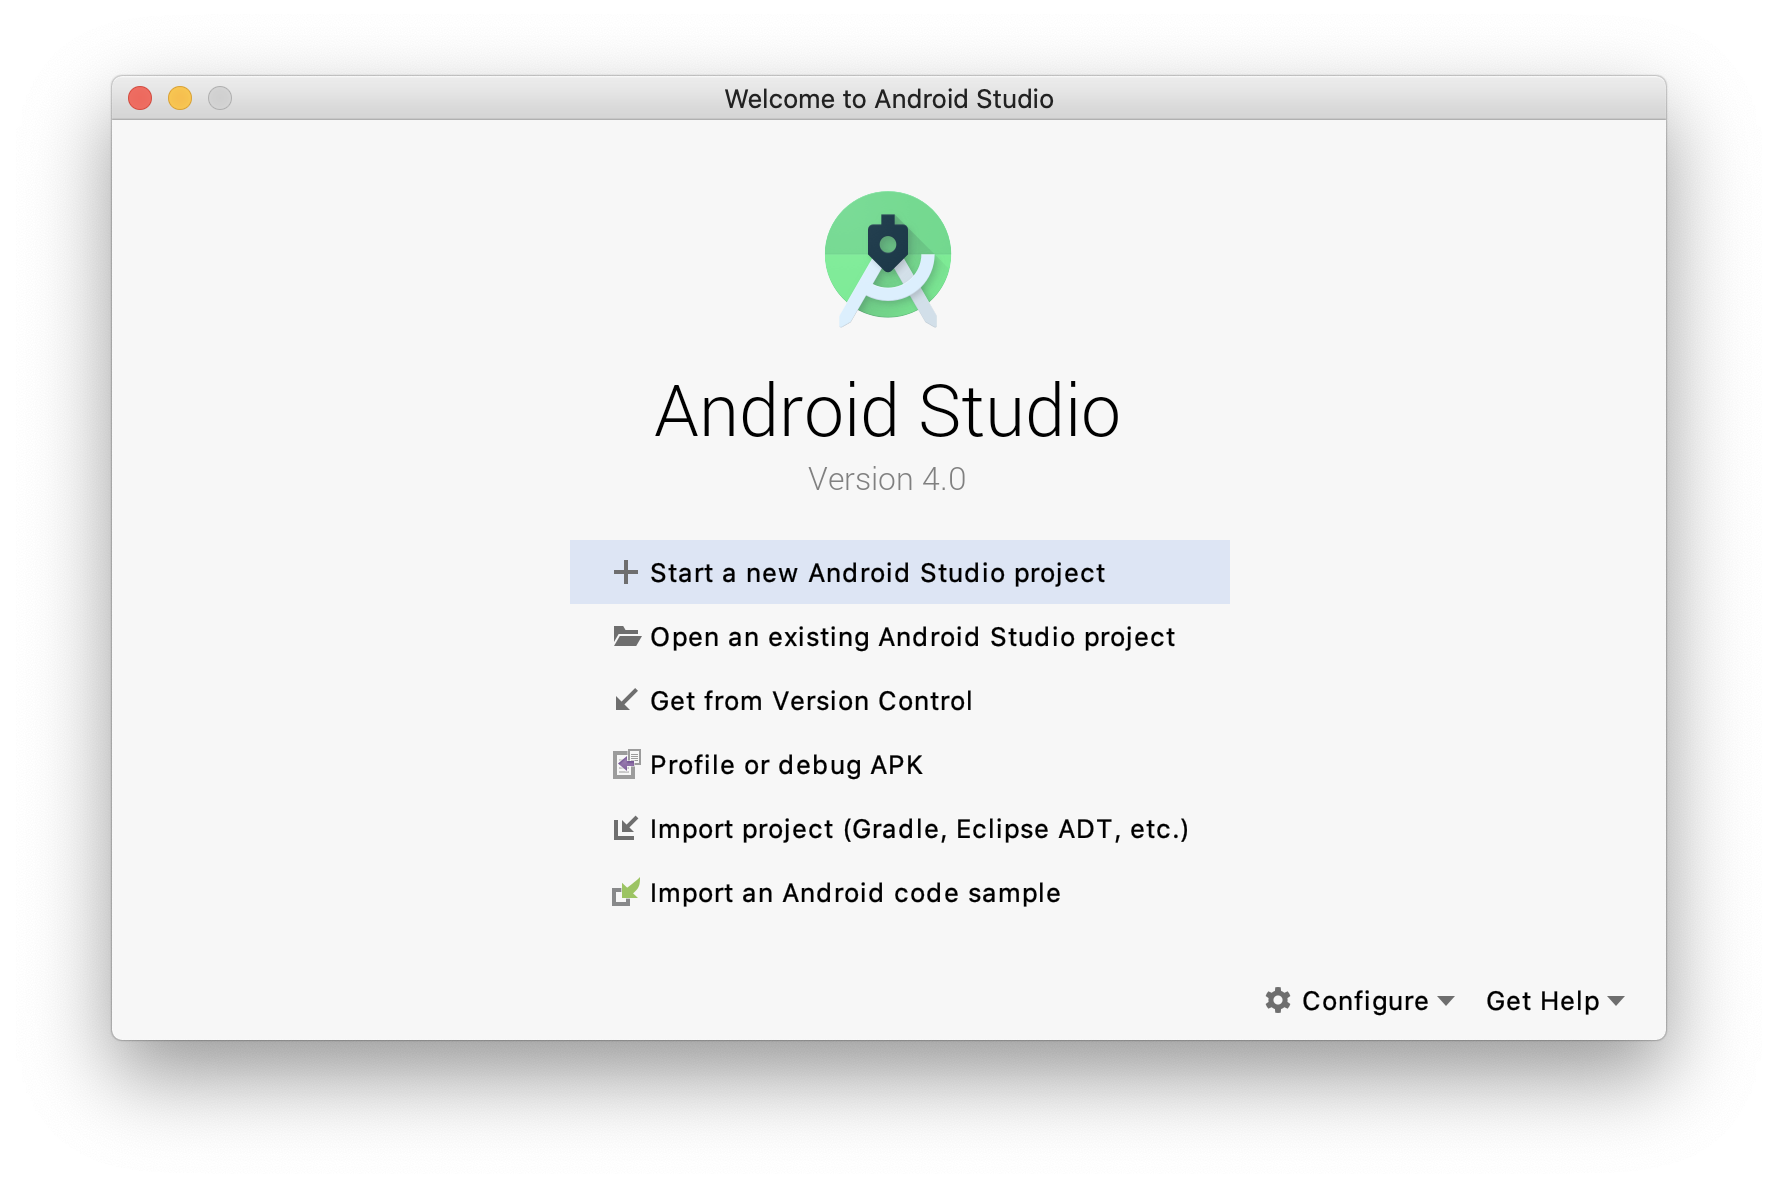 Welcome to Android Studio
Android Studio
Version 4.0
Start a new Android Studio project
Open an existing Android Studio project
Get from Version Control
Profile or debug APK
Import project (Gradle, Eclipse ADT, etc.)
Import an Android code sample
Configure Get Help